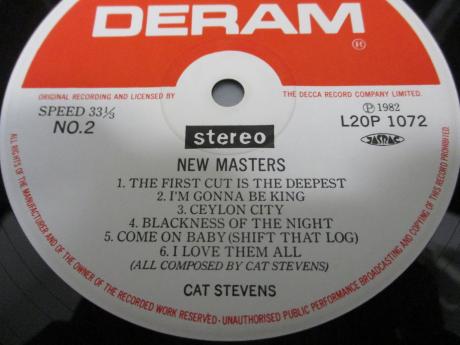 DERAM
®
ORIGINAL RECORDING AND LICENSED BY THE DECCA RECORD COMPANY LIMITED.
SPEED 33⅓ ℗ 1982
NO.2 L20P 1072
stereo JASRAC
NEW MASTERS
1. THE FIRST CUT IS THE DEEPEST
2. I'M GONNA BE KING
3. CEYLON CITY
4. BLACKNESS OF THE NIGHT
5. COME ON BABY (SHIFT THAT LOG)
6. I LOVE THEM ALL
(ALL COMPOSED BY CAT STEVENS)
CAT STEVENS
ALL RIGHTS OF THE MANUFACTURER AND OF THE OWNER OF THE RECORDED WORK RESERVED·UNAUTHORISED PUBLIC PERFORMANCE BROADCASTING AND COPYING OF THIS RECORD PROHIBITED